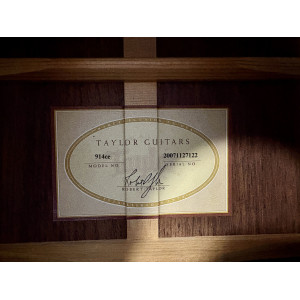 TAYLOR GUITARS
914ce 20071127122
MODEL NO. SERIAL NO.
ROBERT TAYLOR